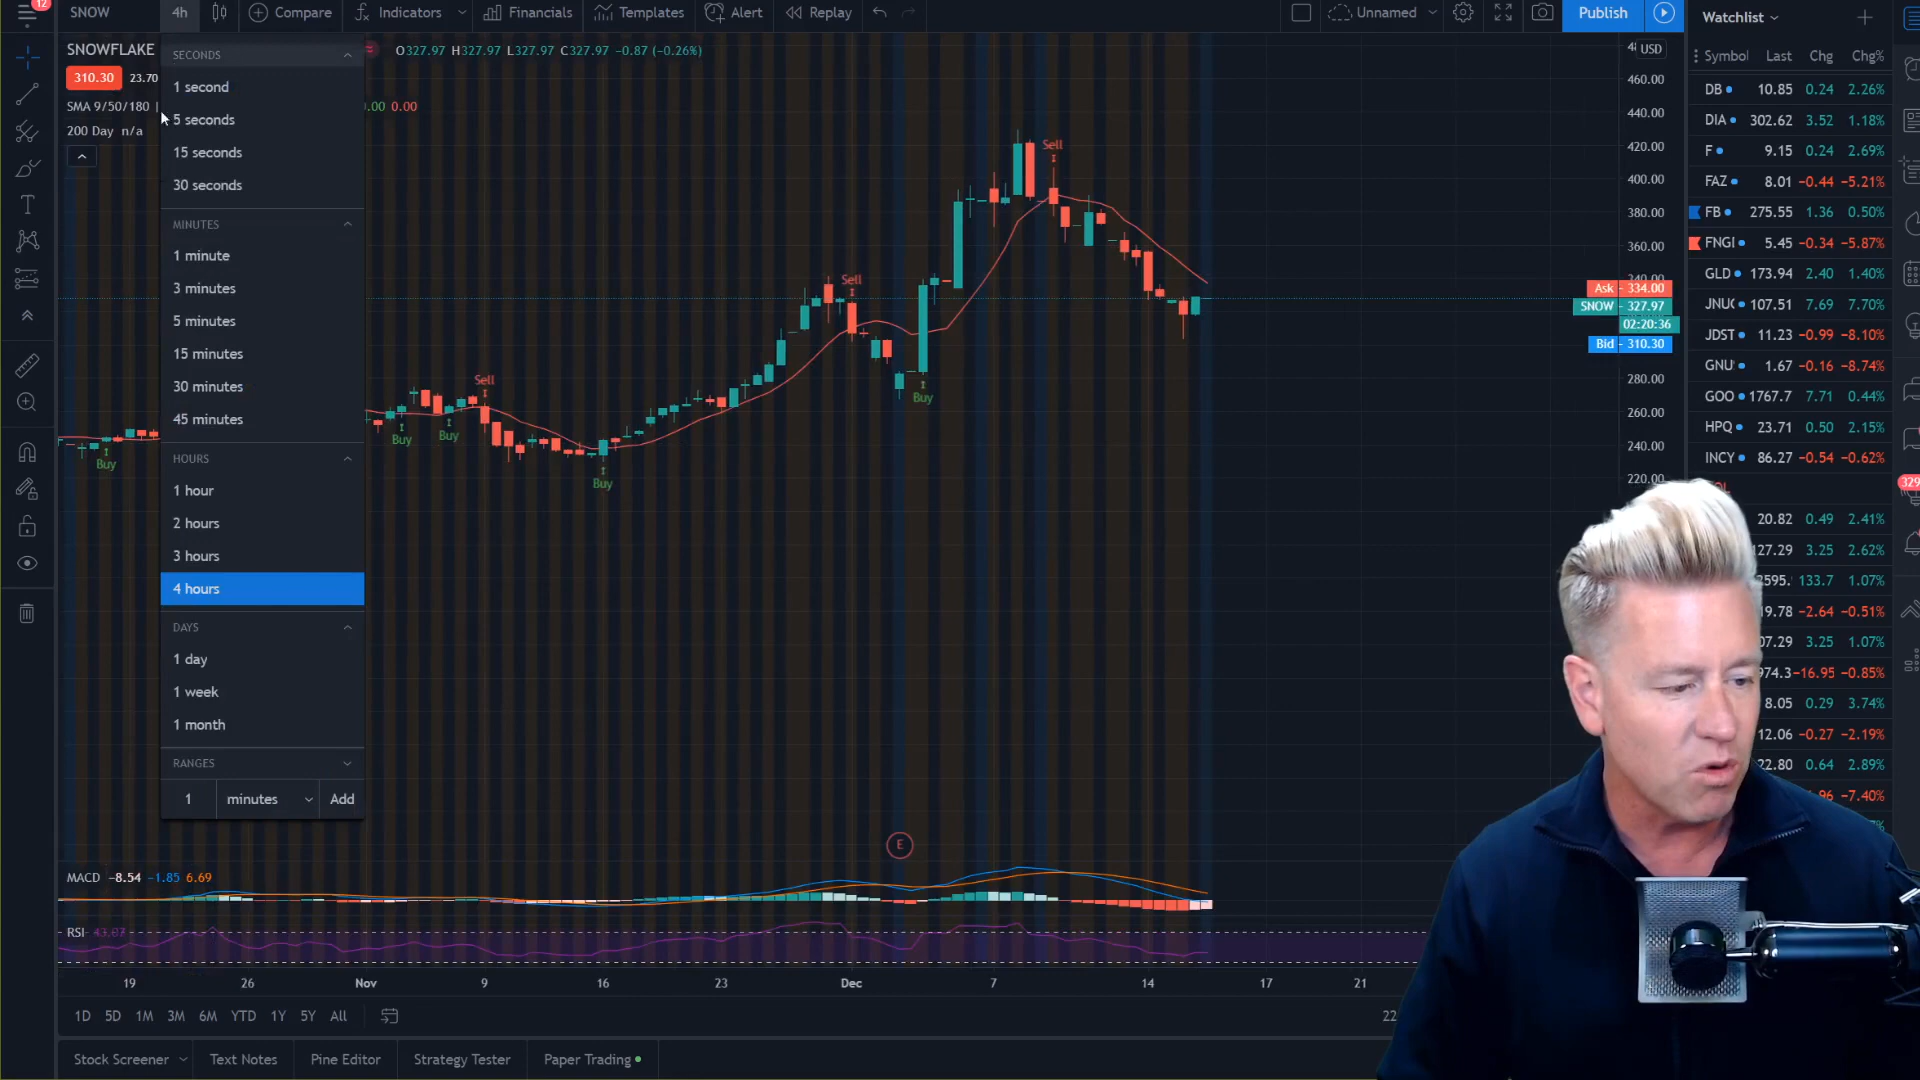 12
SNOW 4h Compare Indicators Financials Templates Alert Replay Unnamed Publish
SNOWFLAKE O327.97 H327.97 L327.97 C327.97 −0.87 (−0.26%)
310.30 23.70
SMA 9/50/180 .00 0.00
200 Day n/a
SECONDS
1 second
5 seconds
15 seconds
30 seconds
MINUTES
1 minute
3 minutes
5 minutes
15 minutes
30 minutes
45 minutes
HOURS
1 hour
2 hours
3 hours
4 hours
DAYS
1 day
1 week
1 month
RANGES
1 minutes Add
Buy
Buy
Buy
Sell
Buy
Sell
Buy
Sell
E
USD
460.00
440.00
420.00
400.00
380.00
360.00
340.00
Ask 334.00
SNOW 327.97
02:20:36
Bid 310.30
280.00
260.00
240.00
220.00
MACD −8.54 −1.85 6.69
RSI 43.07
19 26 Nov 9 16 23 Dec 7 14 17 21
1D 5D 1M 3M 6M YTD 1Y 5Y All 22
Stock Screener Text Notes Pine Editor Strategy Tester Paper Trading
Watchlist
Symbol Last Chg Chg%
DB 10.85 0.24 2.26%
DIA 302.62 3.52 1.18%
F 9.15 0.24 2.69%
FAZ 8.01 −0.44 −5.21%
FB 275.55 1.36 0.50%
FNGI 5.45 −0.34 −5.87%
GLD 173.94 2.40 1.40%
JNU 107.51 7.69 7.70%
JDST 11.23 −0.99 −8.10%
GNU 1.67 −0.16 −8.74%
GOO 1767.7 7.71 0.44%
HPQ 23.71 0.50 2.15%
INCY 86.27 −0.54 −0.62%
329
20.82 0.49 2.41%
127.29 3.25 2.62%
2595. 133.7 1.07%
19.78 −2.64 −0.51%
07.29 3.25 1.07%
974.3 −16.95 −0.85%
8.05 0.29 3.74%
12.06 −0.27 −2.19%
22.80 0.64 2.89%
.96 −7.40%